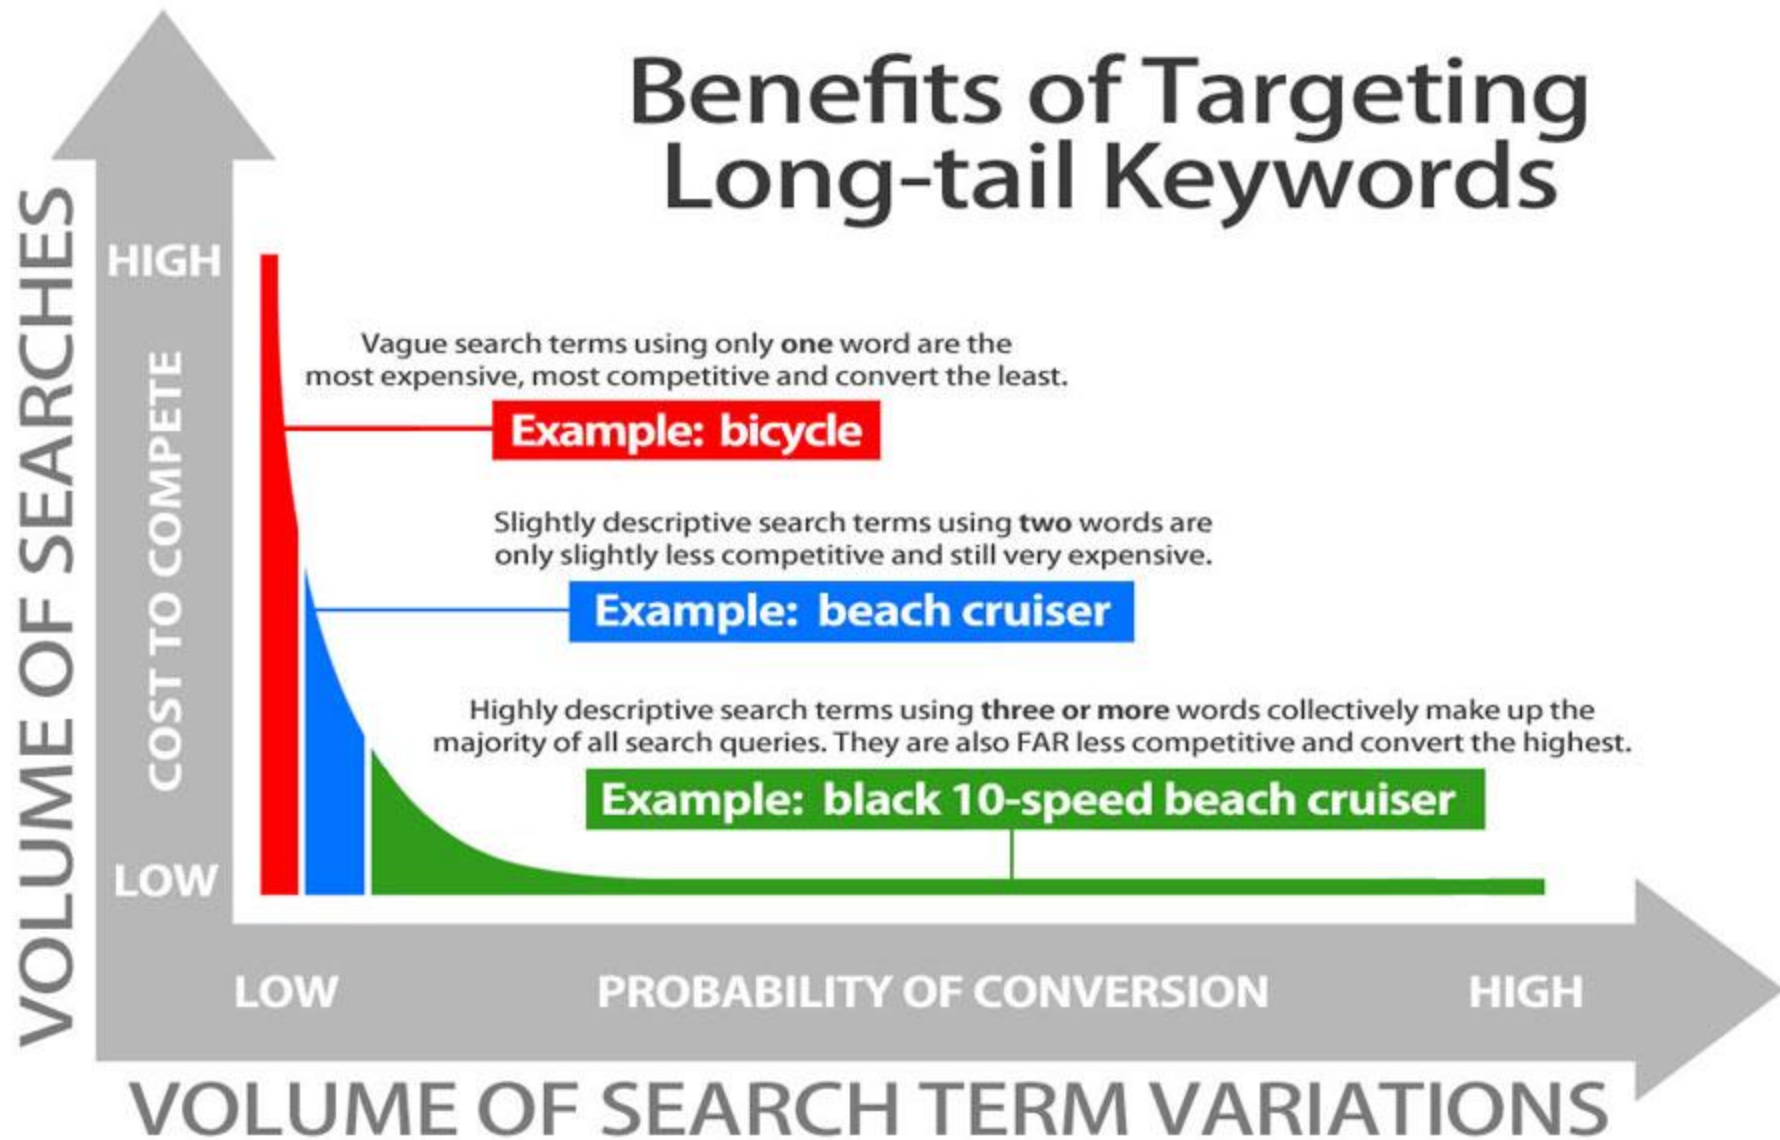 Benefits of Targeting
Long-tail Keywords
VOLUME OF SEARCHES
HIGH
COST TO COMPETE
LOW
Vague search terms using only one word are the
most expensive, most competitive and convert the least.
Example: bicycle
Slightly descriptive search terms using two words are
only slightly less competitive and still very expensive.
Example: beach cruiser
Highly descriptive search terms using three or more words collectively make up the
majority of all search queries. They are also FAR less competitive and convert the highest.
Example: black 10-speed beach cruiser
LOW
PROBABILITY OF CONVERSION
HIGH
VOLUME OF SEARCH TERM VARIATIONS